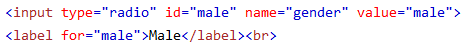 <input type="radio" id="male" name="gender" value="male">
<label for="male">Male</label><br>